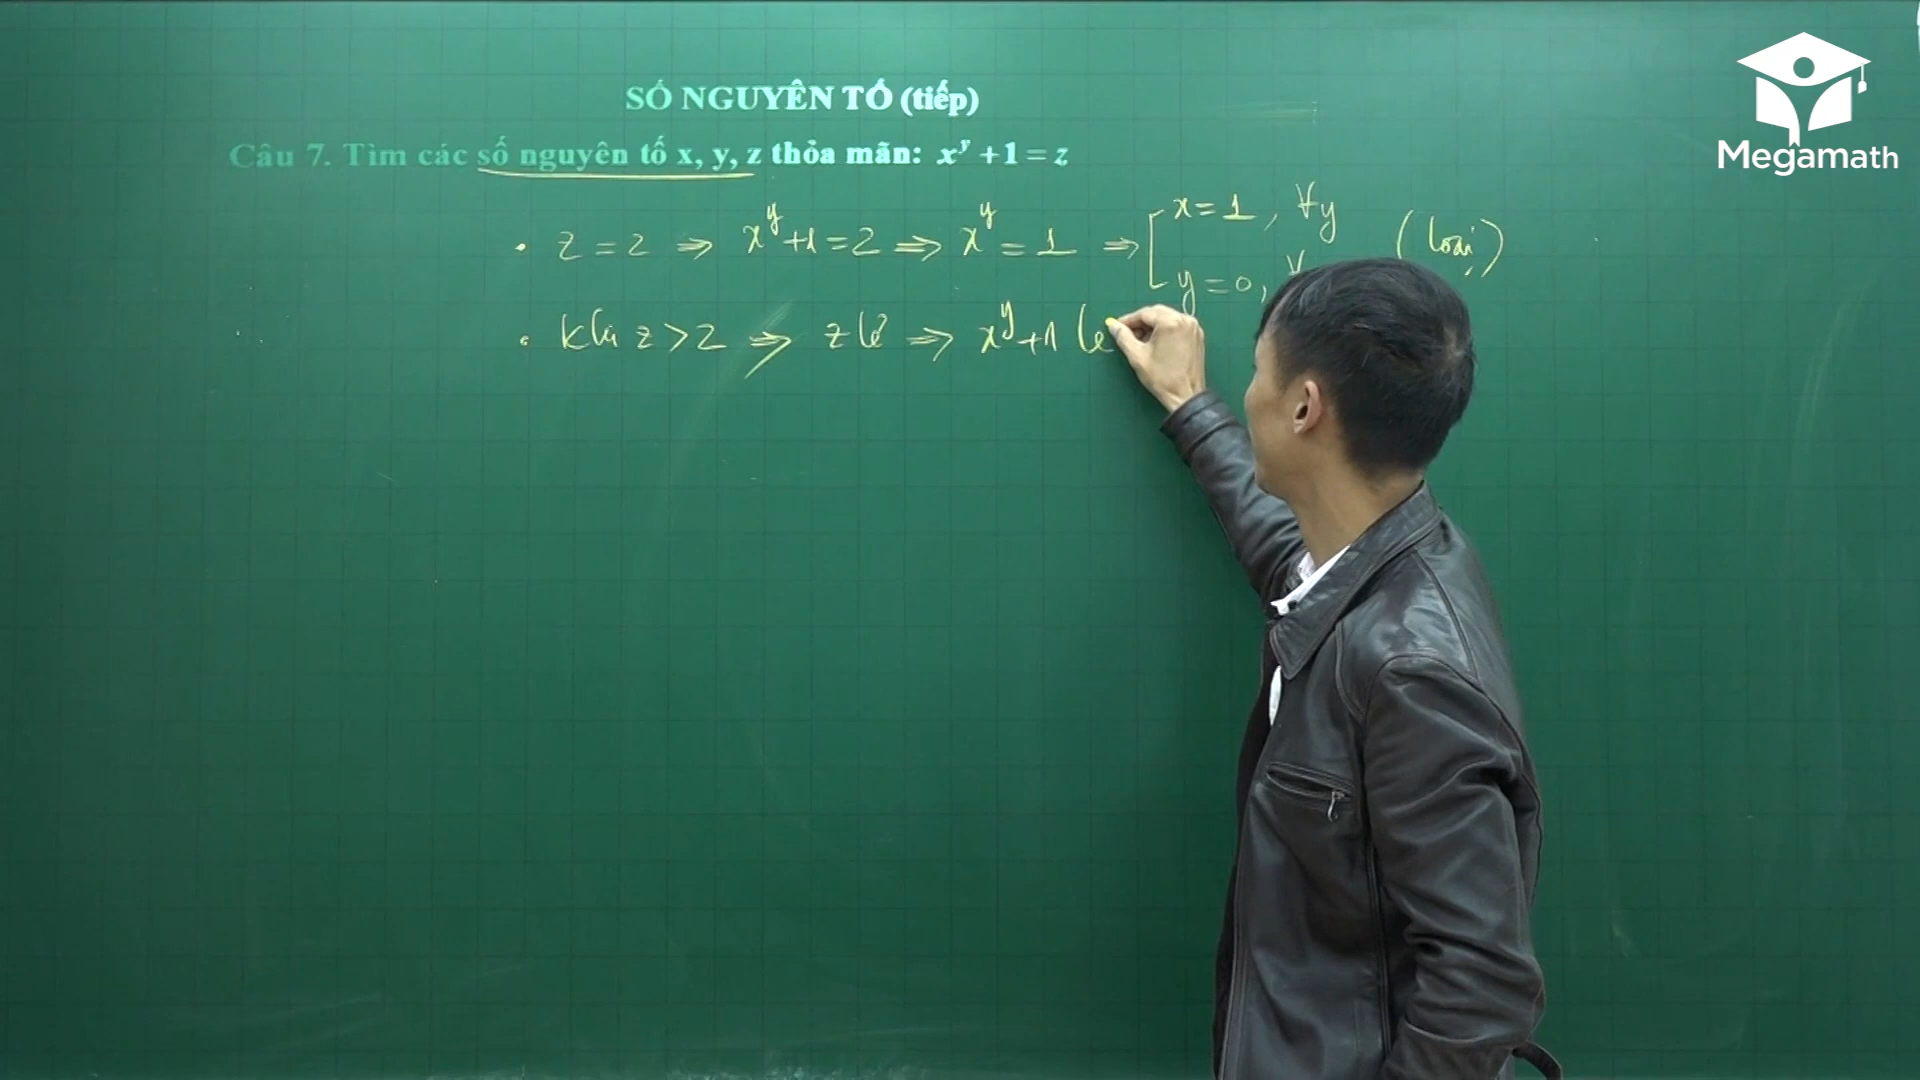 Megamath
SỐ NGUYÊN TỐ (tiếp)
Câu 7. Tìm các số nguyên tố x, y, z thỏa mãn: x^y + 1 = z
• z = 2 ⇒ x^y + 1 = 2 ⇒ x^y = 1 ⇒ [ x = 1, ∀y
y = 0, ∀ (loại)
• Khi z > 2 ⇒ z lẻ ⇒ x^y + 1 lẻ